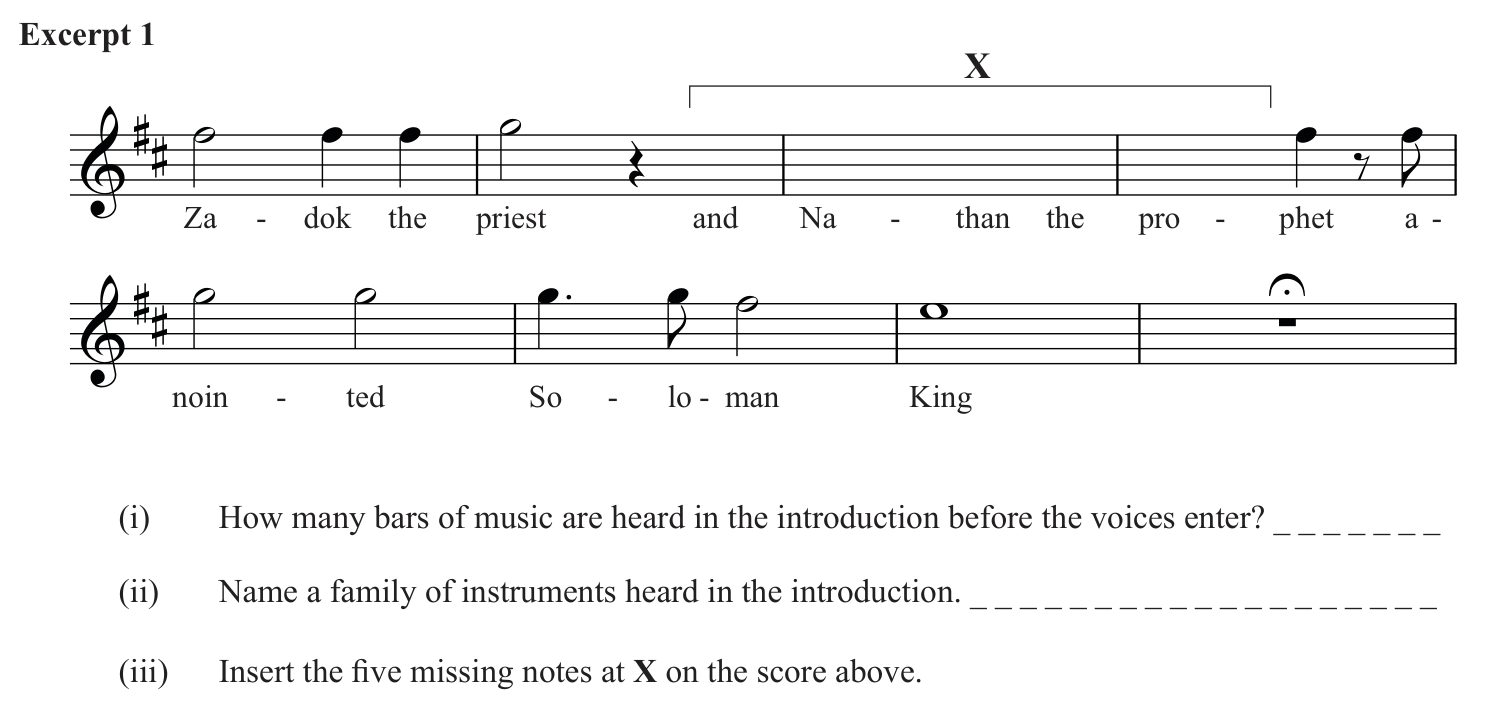 Excerpt 1
X
Za - dok the priest and Na - than the pro - phet a -
noin - ted So - lo - man King
(i) How many bars of music are heard in the introduction before the voices enter? _ _ _ _ _ _ _
(ii) Name a family of instruments heard in the introduction. _ _ _ _ _ _ _ _ _ _ _ _ _ _ _ _ _ _ _
(iii) Insert the five missing notes at X on the score above.